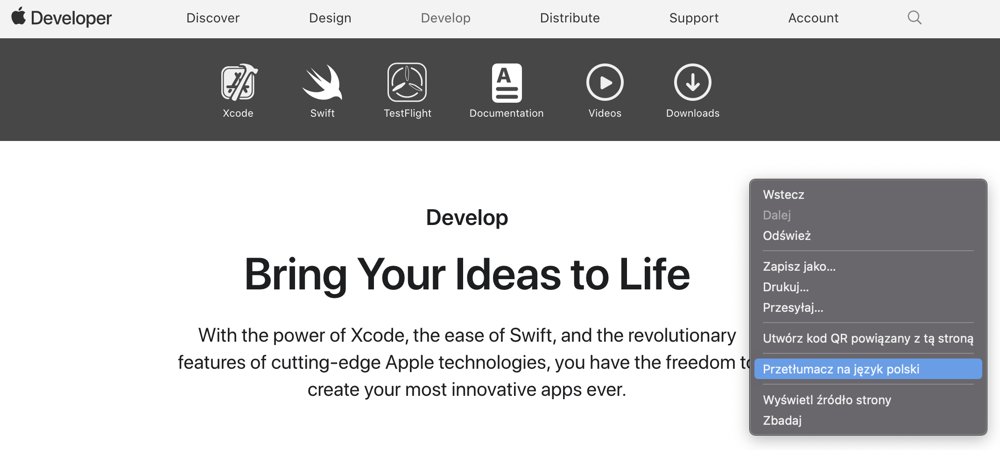 Developer
Discover
Design
Develop
Distribute
Support
Account
Xcode
Swift
TestFlight
Documentation
Videos
Downloads
Develop
Bring Your Ideas to Life
With the power of Xcode, the ease of Swift, and the revolutionary
features of cutting-edge Apple technologies, you have the freedom
create your most innovative apps ever.
Wstecz
Dalej
Odśwież
Zapisz jako...
Drukuj...
Przesyłaj...
Utwórz kod QR powiązany z tą stroną
Przetłumacz na język polski
Wyświetl źródło strony
Zbadaj